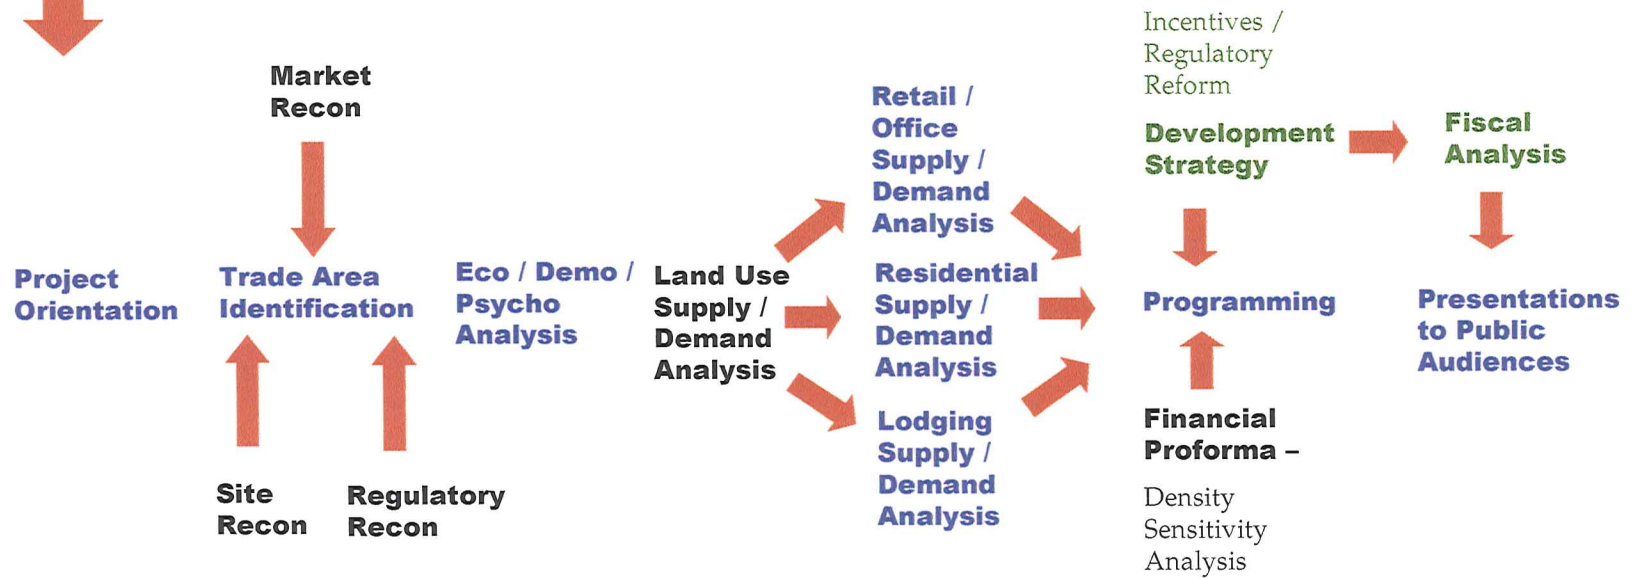 Market
Recon
Project
Orientation
Trade Area
Identification
Site
Recon
Regulatory
Recon
Eco / Demo /
Psycho
Analysis
Land Use
Supply /
Demand
Analysis
Retail /
Office
Supply /
Demand
Analysis
Residential
Supply /
Demand
Analysis
Lodging
Supply /
Demand
Analysis
Incentives /
Regulatory
Reform
Development
Strategy
Programming
Financial
Proforma –
Density
Sensitivity
Analysis
Fiscal
Analysis
Presentations
to Public
Audiences